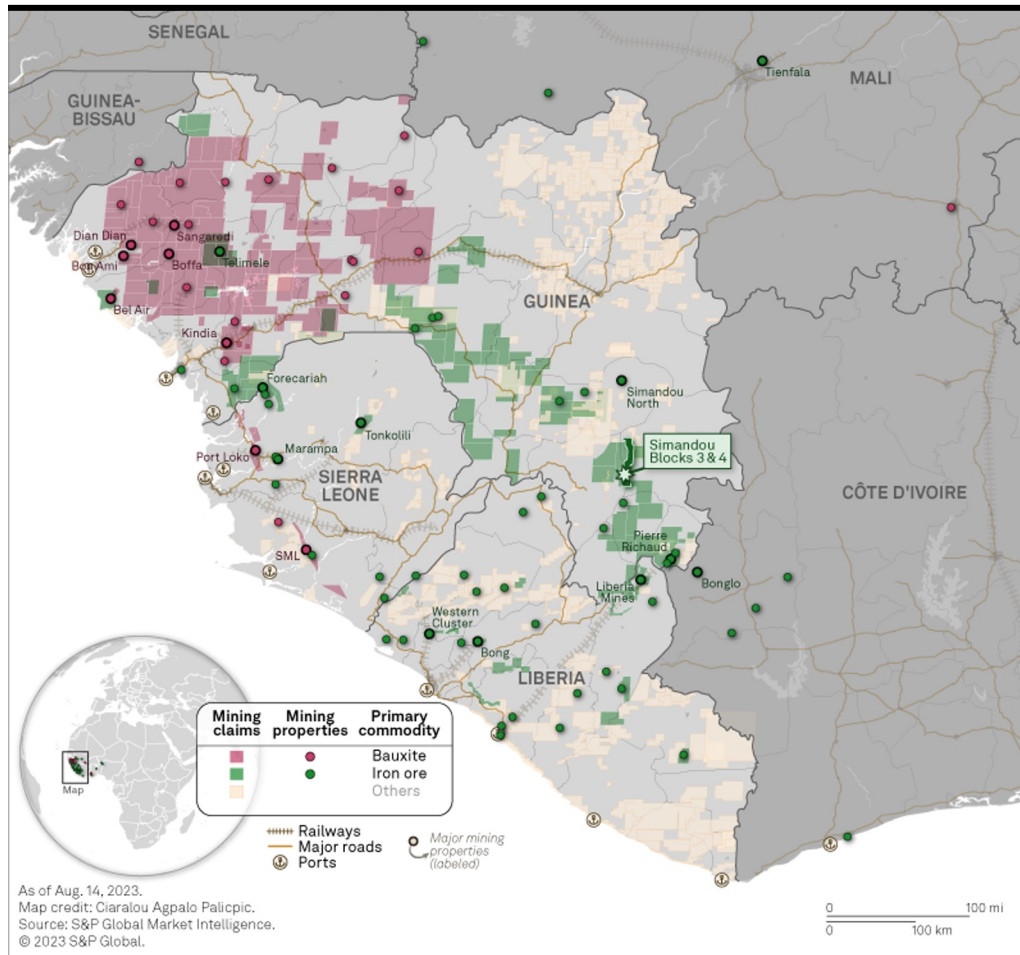 SENEGAL
MALI
Tienfala
GUINEA-
BISSAU
Dian Dian
Sangaredi
Bon Ami
Boffa
Telimele
Bel Air
GUINEA
Kindia
Forecariah
Simandou
North
Tonkolili
Simandou
Blocks 3 & 4
Port Loko
Marampa
SIERRA
LEONE
CÔTE D'IVOIRE
Pierre
Richaud
SML
Bonglo
Liberia
Mines
Western
Cluster
Bong
LIBERIA
Mining
claims
Mining
properties
Primary
commodity
Bauxite
Iron ore
Others
Map
Railways
Major roads
Ports
Major mining
properties
(labeled)
As of Aug. 14, 2023.
Map credit: Ciaralou Agpalo Palicpic.
Source: S&P Global Market Intelligence.
© 2023 S&P Global.
0 100 mi
0 100 km